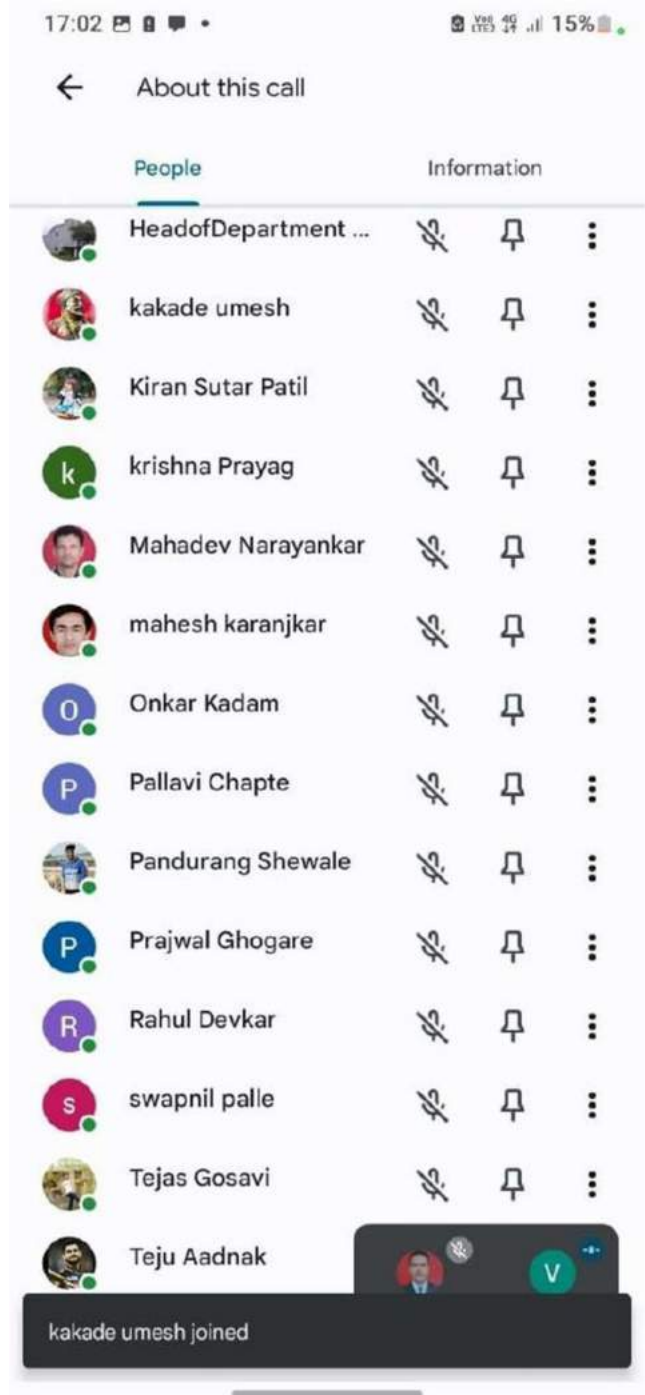 17:02 15%
About this call
People Information
HeadofDepartment ...
kakade umesh
Kiran Sutar Patil
k krishna Prayag
Mahadev Narayankar
mahesh karanjkar
O Onkar Kadam
P Pallavi Chapte
Pandurang Shewale
P Prajwal Ghogare
R Rahul Devkar
s swapnil palle
Tejas Gosavi
Teju Aadnak
V
kakade umesh joined